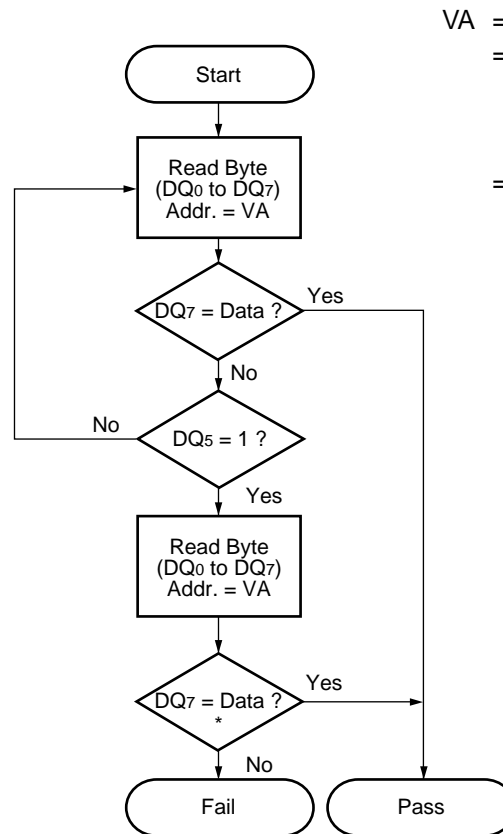 VA =
=
=
Start
Read Byte
(DQ0 to DQ7)
Addr. = VA
DQ7 = Data ?
Yes
No
No
DQ5 = 1 ?
Yes
Read Byte
(DQ0 to DQ7)
Addr. = VA
DQ7 = Data ?
*
Yes
No
Fail
Pass